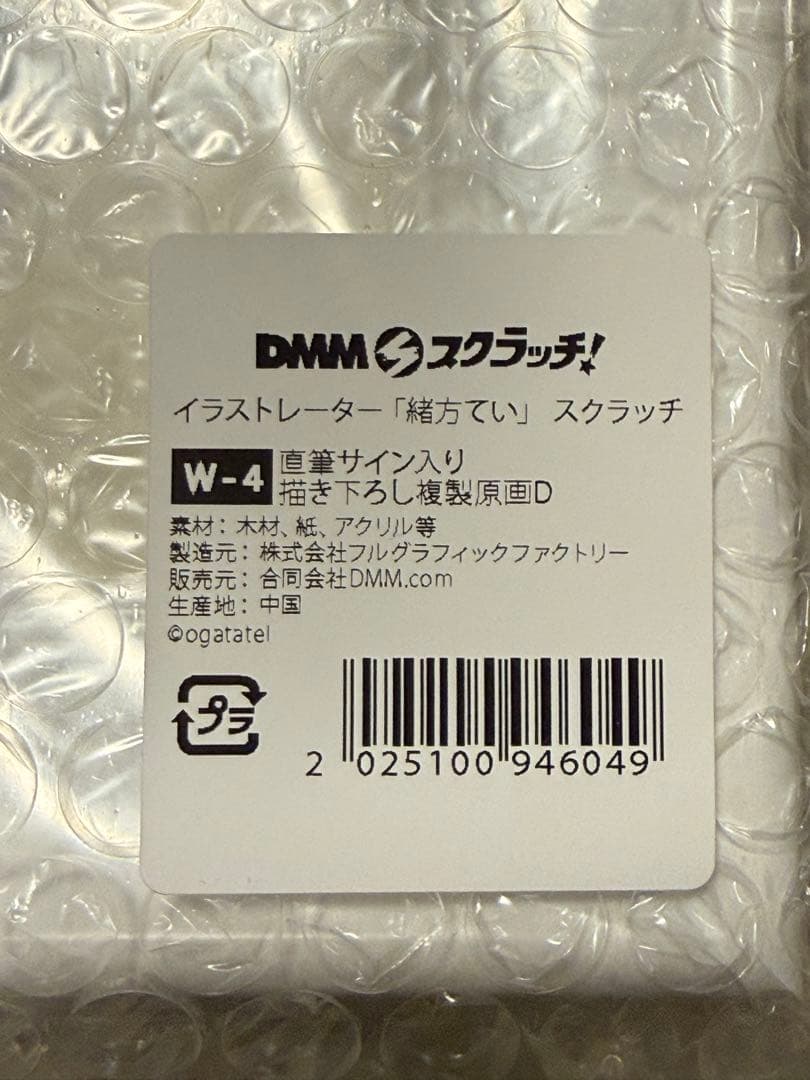 DMMスクラッチ!
イラストレーター「緒方てい」 スクラッチ
W-4 直筆サイン入り
描き下ろし複製原画D
素材：木材、紙、アクリル等
製造元：株式会社フルグラフィックファクトリー
販売元：合同会社DMM.com
生産地：中国
©ogatatel
プラ
2 025100 946049